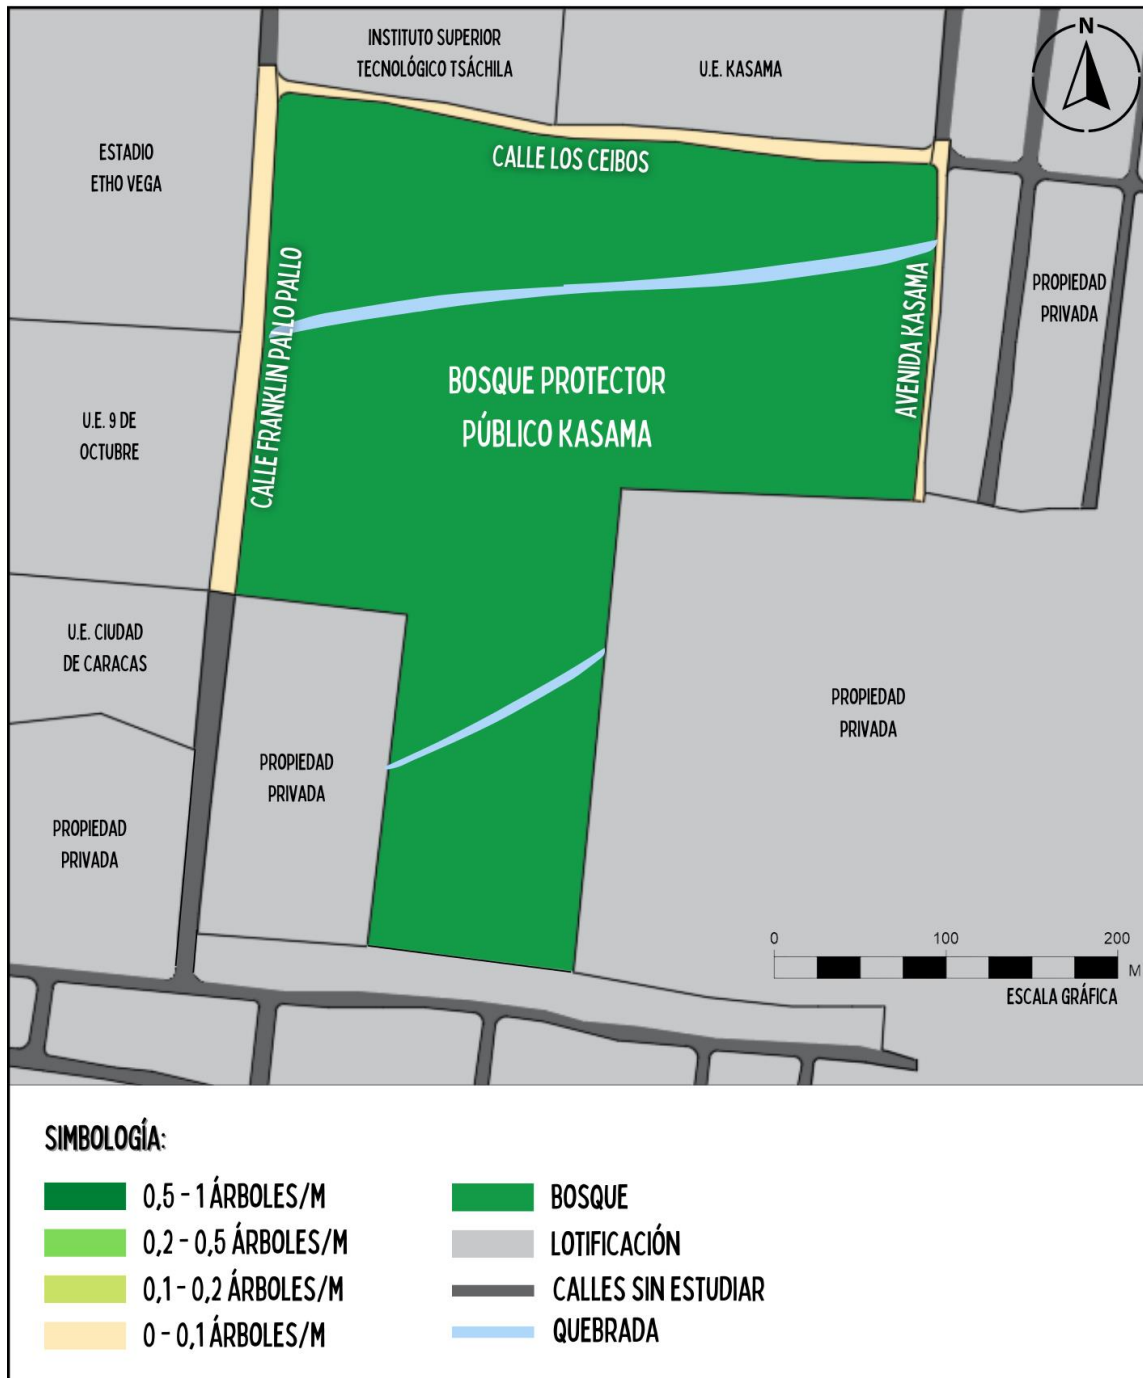 INSTITUTO SUPERIOR
TECNOLÓGICO TSÁCHILA
U.E. KASAMA
N
ESTADIO
ETHO VEGA
CALLE LOS CEIBOS
CALLE FRANKLIN PALLO PALLO
AVENIDA KASAMA
PROPIEDAD
PRIVADA
BOSQUE PROTECTOR
PÚBLICO KASAMA
U.E. 9 DE
OCTUBRE
U.E. CIUDAD
DE CARACAS
PROPIEDAD
PRIVADA
PROPIEDAD
PRIVADA
PROPIEDAD
PRIVADA
0 100 200
M
ESCALA GRÁFICA
SIMBOLOGÍA:
0,5 - 1 ÁRBOLES/M
0,2 - 0,5 ÁRBOLES/M
0,1 - 0,2 ÁRBOLES/M
0 - 0,1 ÁRBOLES/M
BOSQUE
LOTIFICACIÓN
CALLES SIN ESTUDIAR
QUEBRADA